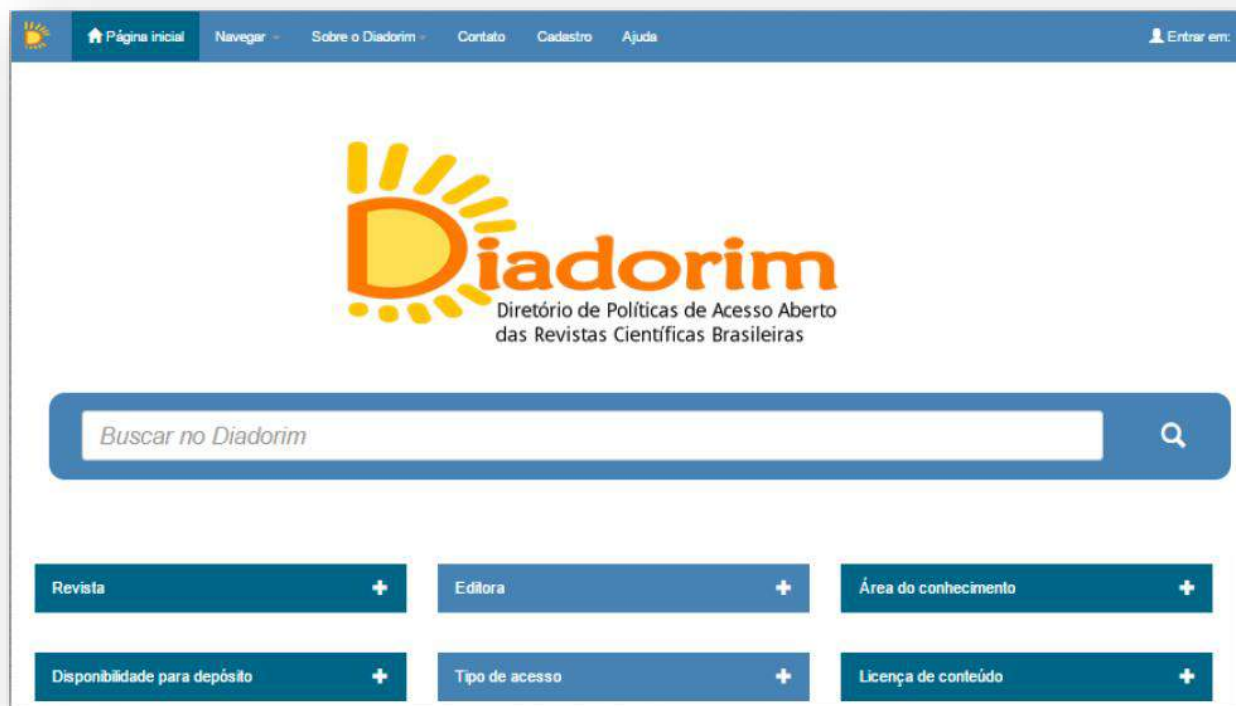 Página inicial Navegar Sobre o Diadorim Contato Cadastro Ajuda Entrar em:
Diadorim
Diretório de Políticas de Acesso Aberto
das Revistas Científicas Brasileiras
Buscar no Diadorim
Revista Editora Área do conhecimento
Disponibilidade para depósito Tipo de acesso Licença de conteúdo